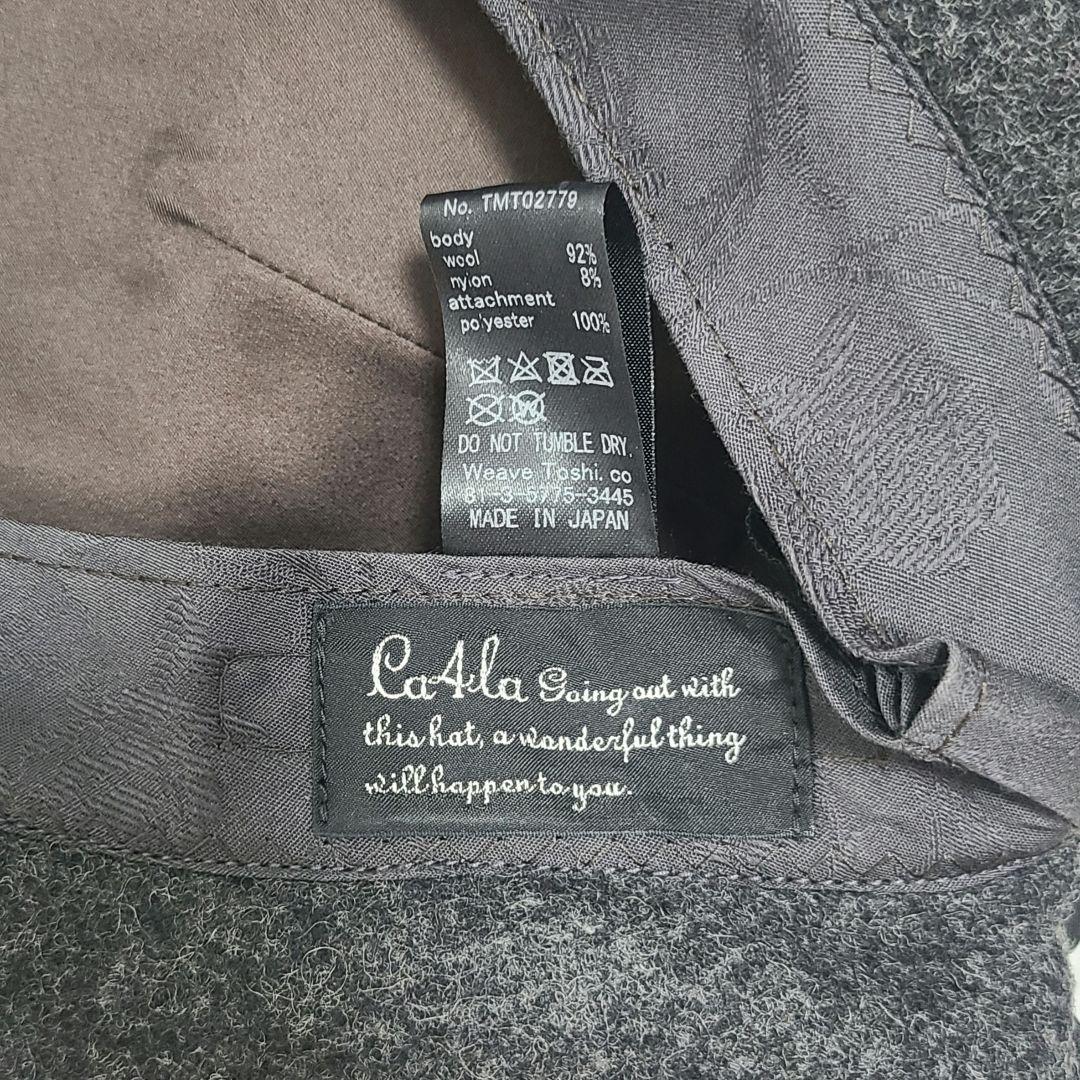 No. TMT02779
body
wool 92%
nylon 8%
attachment
polyester 100%
DO NOT TUMBLE DRY.
Weave Toshi. co
81-3-5775-3445
MADE IN JAPAN
Ca4la Going out with
this hat, a wonderful thing
will happen to you.